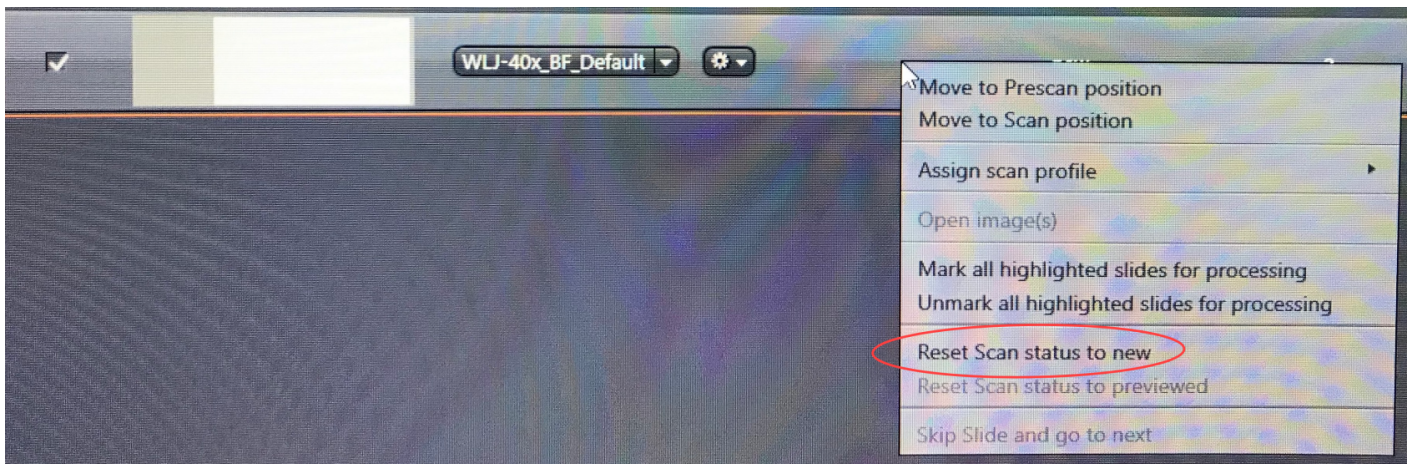 WLJ-40x_BF_Default
Move to Prescan position
Move to Scan position
Assign scan profile
Open image(s)
Mark all highlighted slides for processing
Unmark all highlighted slides for processing
Reset Scan status to new
Reset Scan status to previewed
Skip Slide and go to next